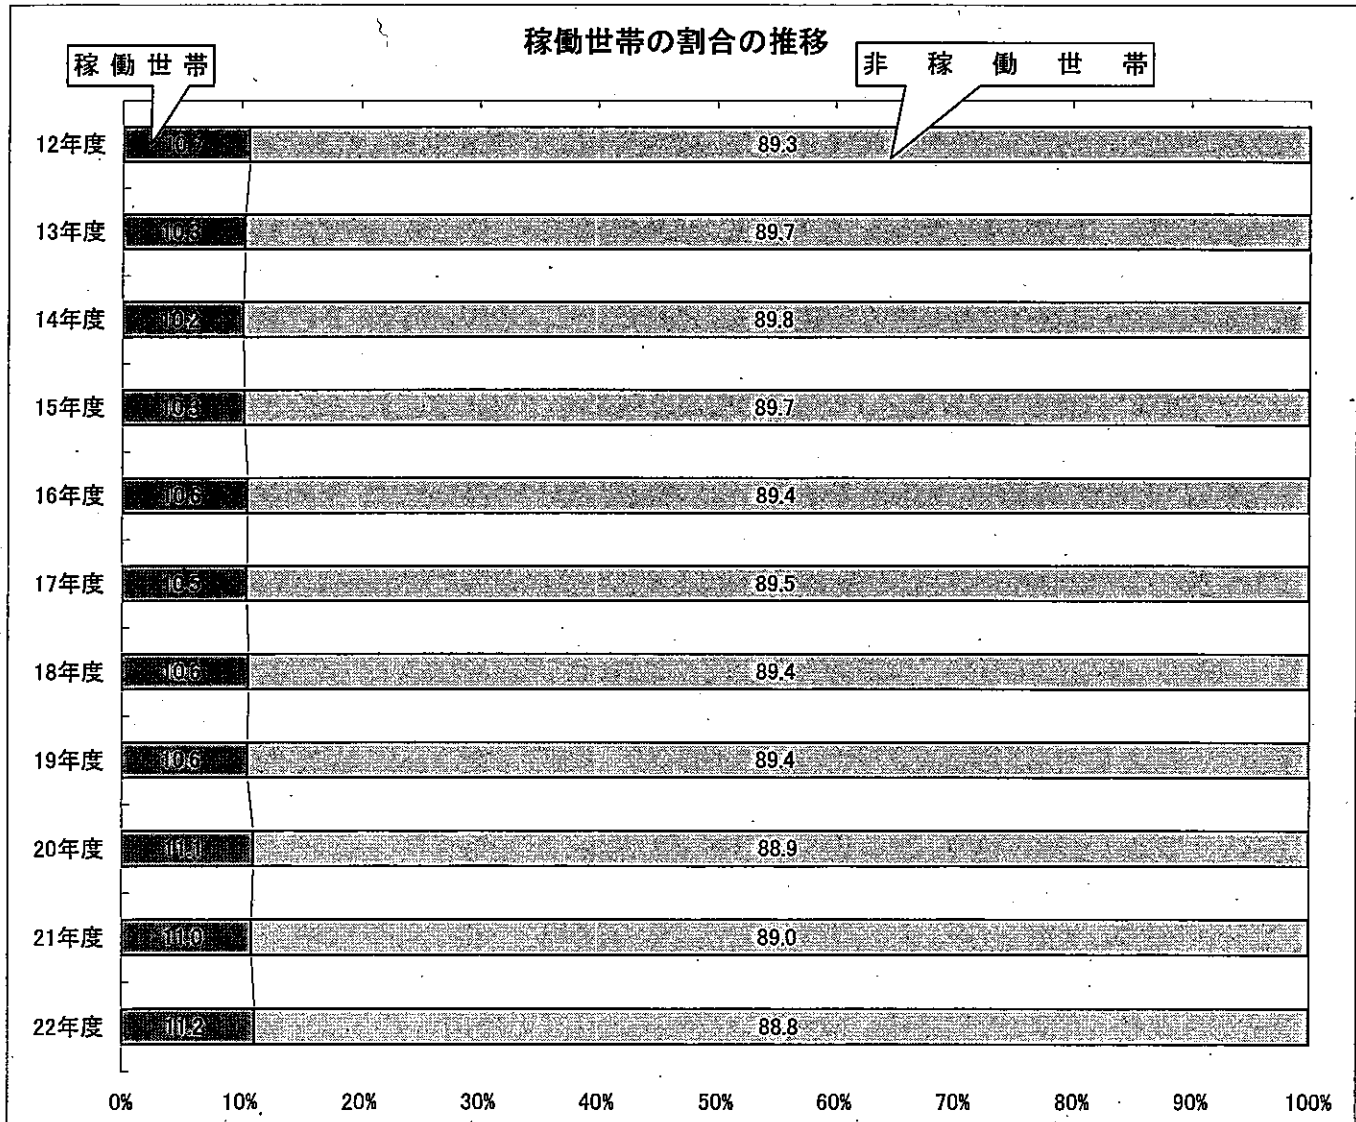 稼働世帯の割合の推移
稼働世帯
非稼働世帯
12年度 10.7 89.3
13年度 10.3 89.7
14年度 10.2 89.8
15年度 10.3 89.7
16年度 10.6 89.4
17年度 10.5 89.5
18年度 10.6 89.4
19年度 10.6 89.4
20年度 11.1 88.9
21年度 11.0 89.0
22年度 11.2 88.8
0% 10% 20% 30% 40% 50% 60% 70% 80% 90% 100%